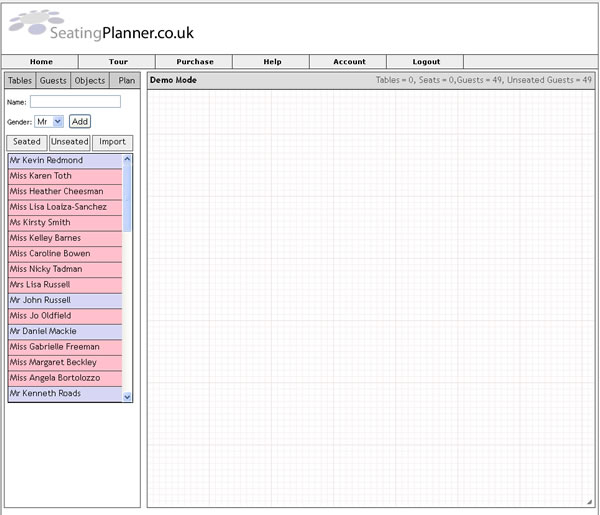 SeatingPlanner.co.uk
Home Tour Purchase Help Account Logout
Tables Guests Objects Plan
Demo Mode Tables = 0, Seats = 0,Guests = 49, Unseated Guests = 49
Name:
Gender: Mr Add
Seated Unseated Import
Mr Kevin Redmond
Miss Karen Toth
Miss Heather Cheesman
Miss Lisa Loaiza-Sanchez
Ms Kirsty Smith
Miss Kelley Barnes
Miss Caroline Bowen
Miss Nicky Tadman
Mrs Lisa Russell
Mr John Russell
Miss Jo Oldfield
Mr Daniel Mackie
Miss Gabrielle Freeman
Miss Margaret Beckley
Miss Angela Bortolozzo
Mr Kenneth Roads